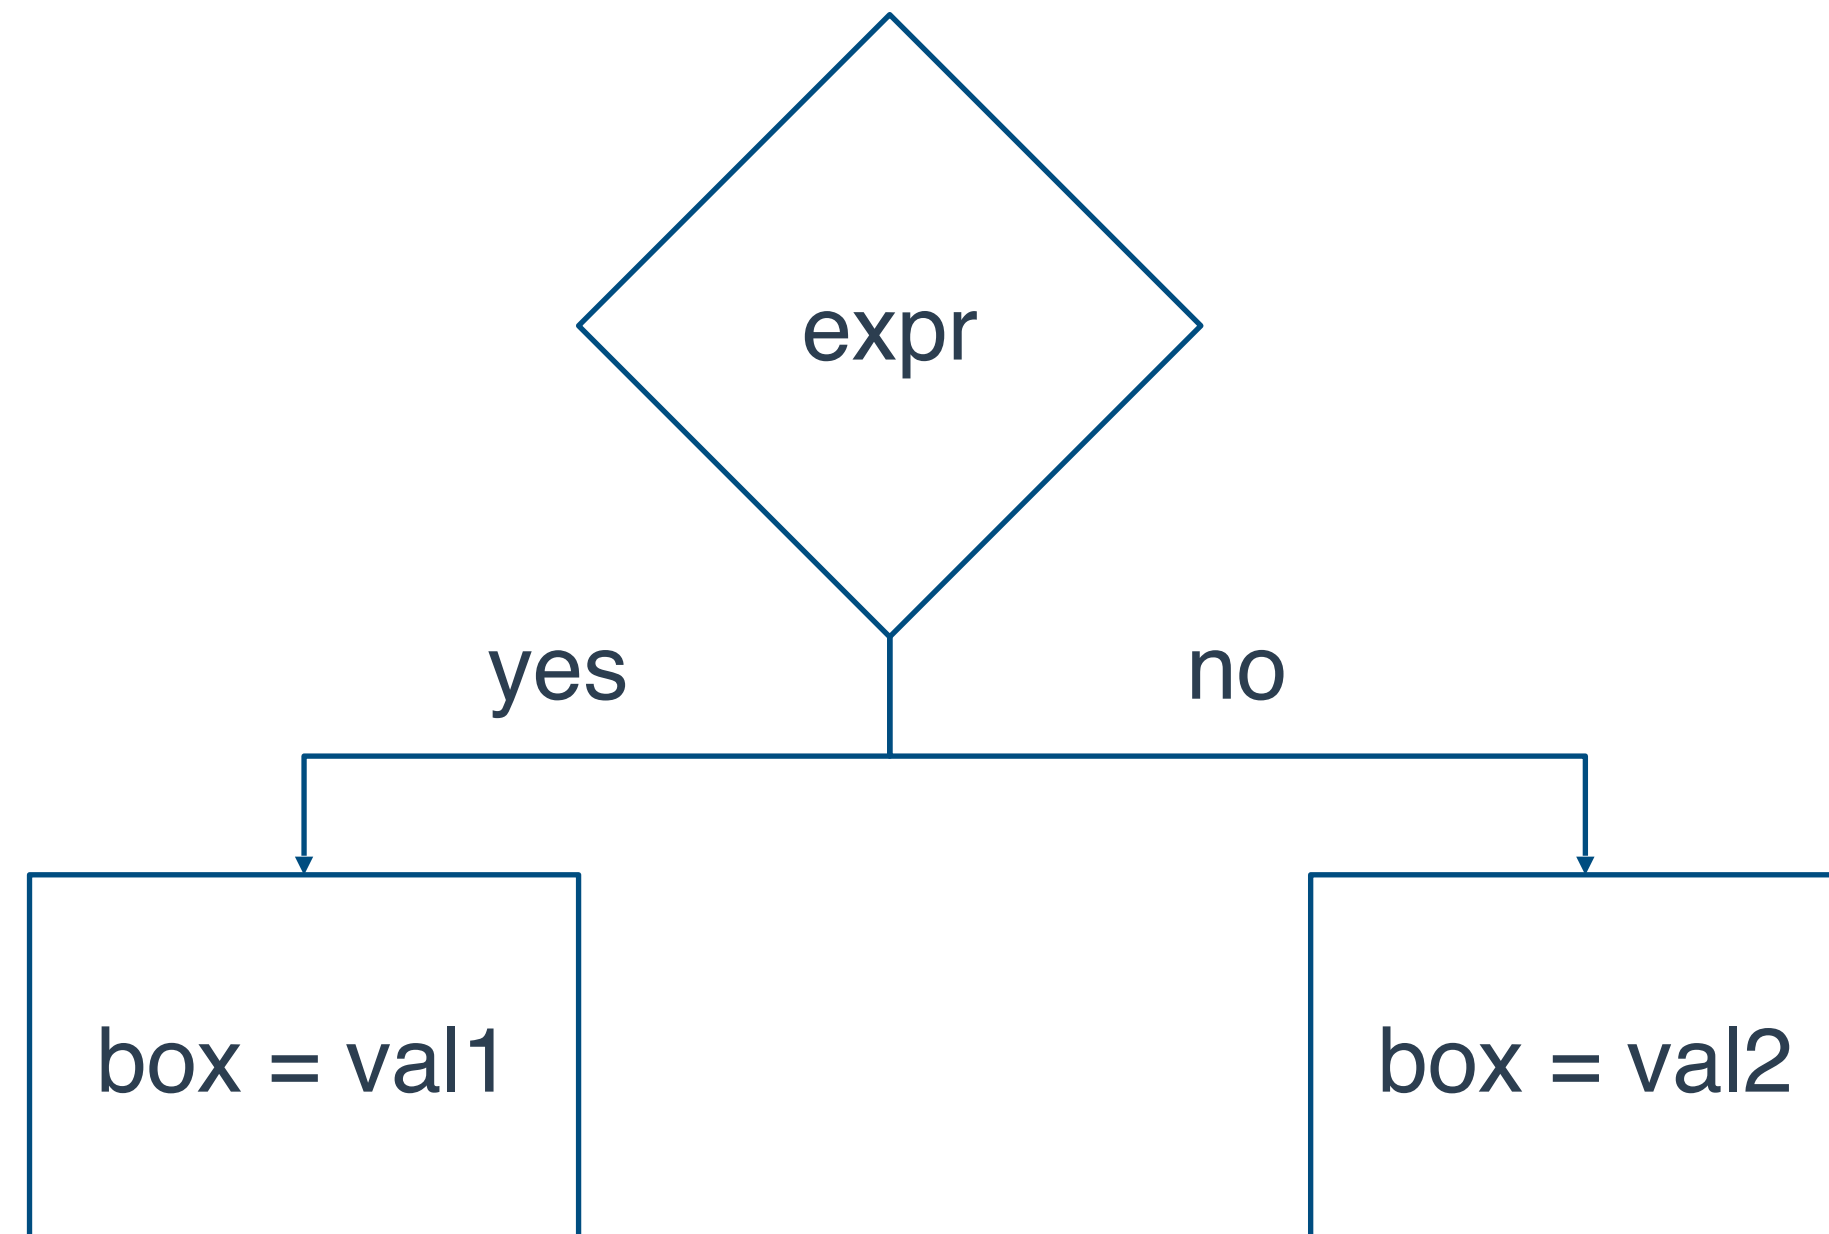 expr
yes
no
box = val1
box = val2